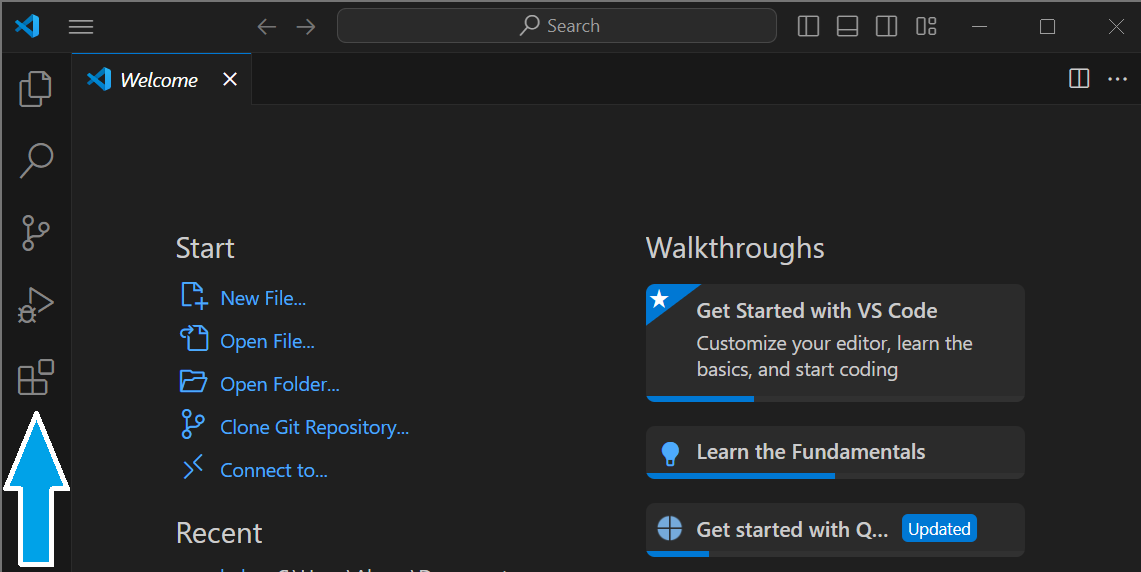 Search
Welcome
Start
New File...
Open File...
Open Folder...
Clone Git Repository...
Connect to...
Recent
Walkthroughs
Get Started with VS Code
Customize your editor, learn the
basics, and start coding
Learn the Fundamentals
Get started with Q... Updated